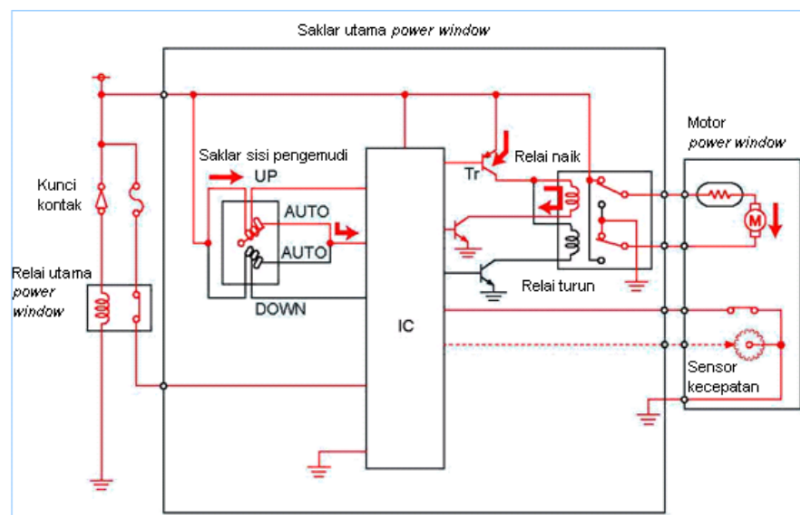 Saklar utama power window
Motor
power window
Saklar sisi pengemudi
UP
Tr
Relai naik
Kunci
kontak
AUTO
M
AUTO
Relai utama
power
window
DOWN
Relai turun
IC
Sensor
kecepatan